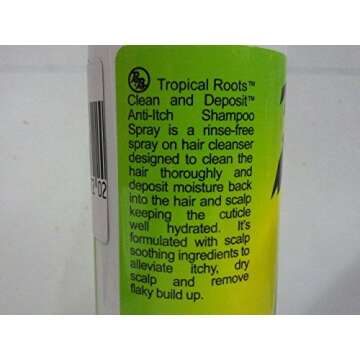 BB Tropical Roots™
Clean and Deposit™
Anti-Itch Shampoo
Spray is a rinse-free
spray on hair cleanser
designed to clean the
hair thoroughly and
deposit moisture back
into the hair and scalp
keeping the cuticle
well hydrated. It's
formulated with scalp
soothing ingredients to
alleviate itchy, dry
scalp and remove
flaky build up.